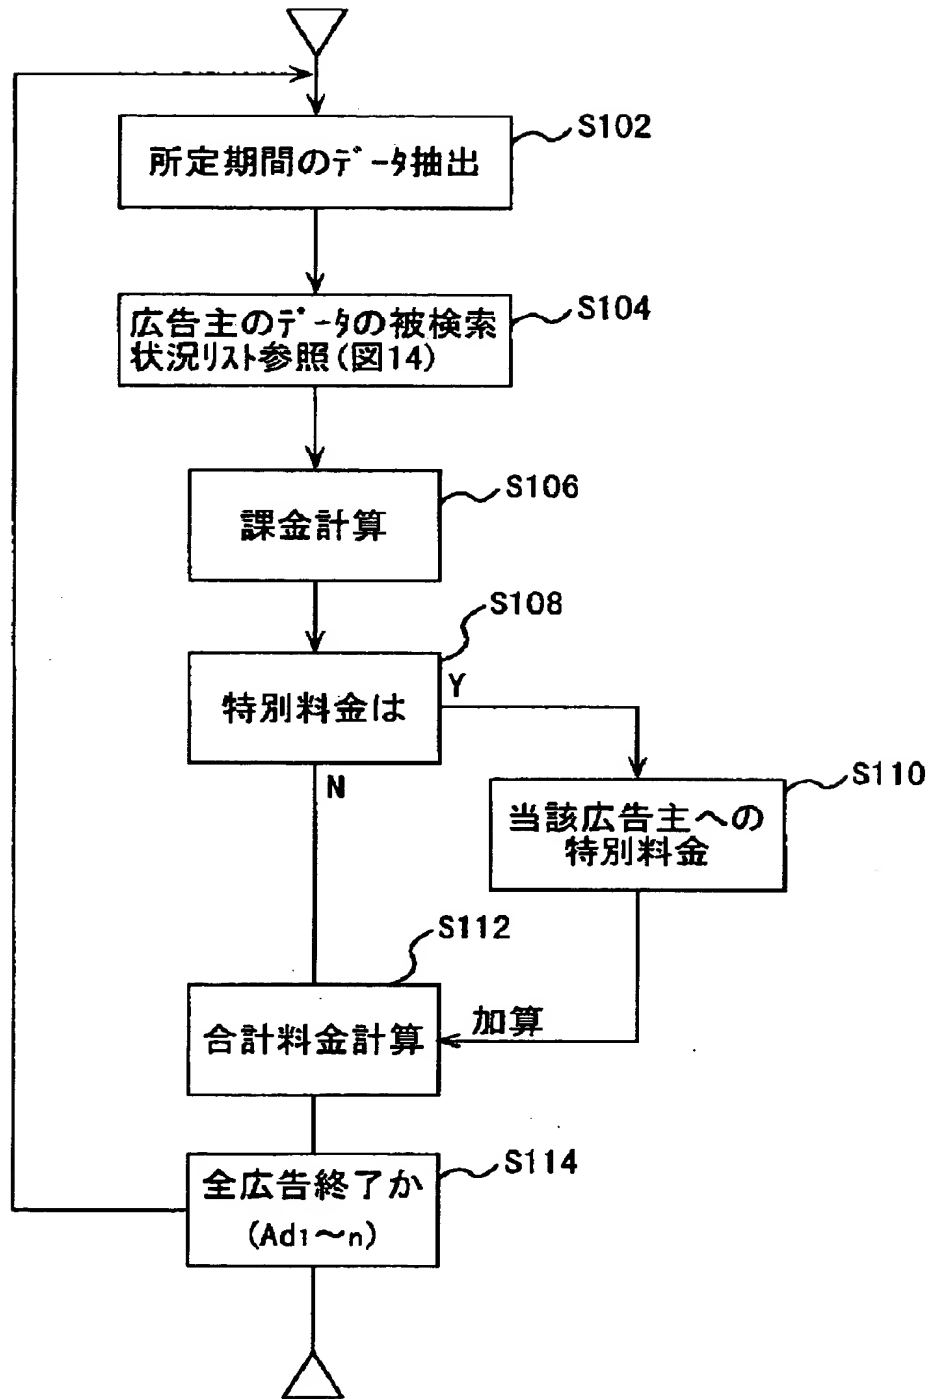 S102
所定期間のデータ抽出
S104
広告主のデータの被検索
状況リスト参照(図14)
S106
課金計算
S108
特別料金は
Y
N
S110
当該広告主への
特別料金
S112
合計料金計算
加算
S114
全広告終了か
(Ad1〜n)